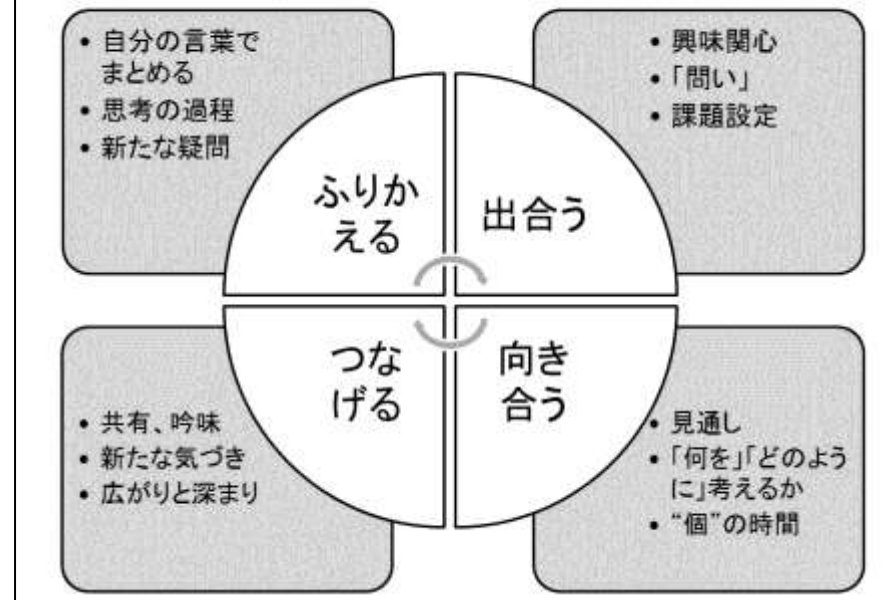 ・自分の言葉で
まとめる
・思考の過程
・新たな疑問
・興味関心
・「問い」
・課題設定
ふりか
える
出合う
つな
げる
向き
合う
・共有、吟味
・新たな気づき
・広がりと深まり
・見通し
・「何を」「どのよう
に」考えるか
・“個”の時間